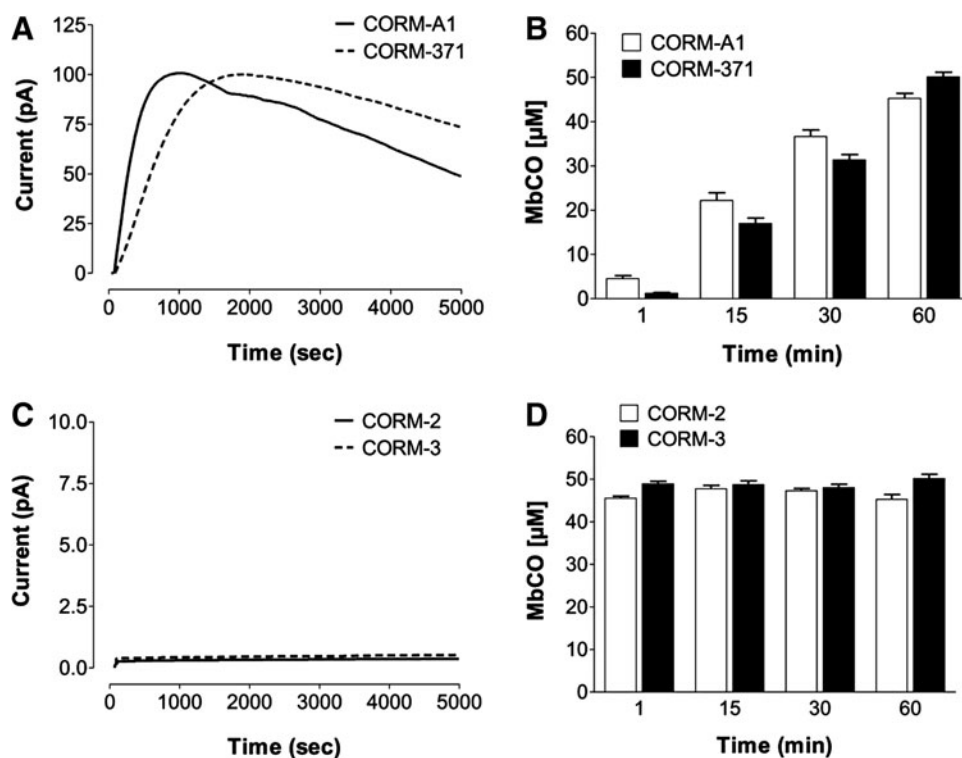 A
CORM-A1
CORM-371
125
100
75
50
25
0
Current (pA)
0 1000 2000 3000 4000 5000
Time (sec)
B
CORM-A1
CORM-371
60
50
40
30
20
10
0
MbCO [µM]
1 15 30 60
Time (min)
C
CORM-2
CORM-3
10.0
7.5
5.0
2.5
0.0
Current (pA)
0 1000 2000 3000 4000 5000
Time (sec)
D
CORM-2
CORM-3
60
50
40
30
20
10
0
MbCO [µM]
1 15 30 60
Time (min)